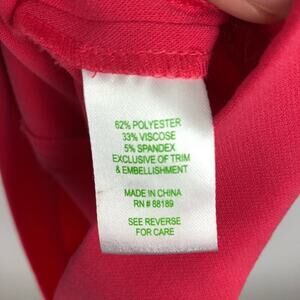 62% POLYESTER
33% VISCOSE
5% SPANDEX
EXCLUSIVE OF TRIM
& EMBELLISHMENT
MADE IN CHINA
RN # 88189
SEE REVERSE
FOR CARE